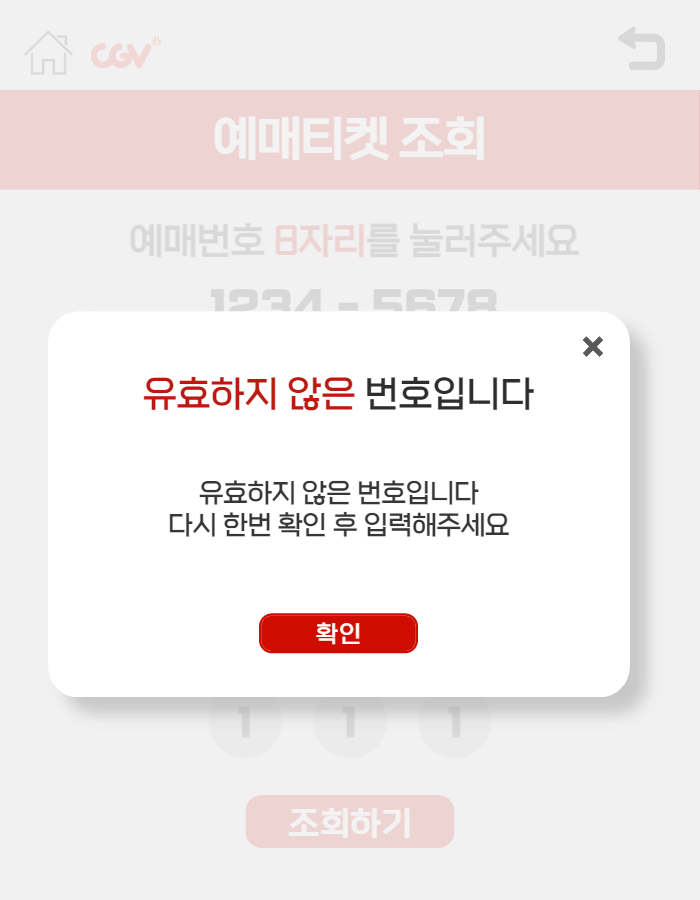 CGV
예매티켓 조회
예매번호 8자리를 눌러주세요
1234 - 5678
유효하지 않은 번호입니다
유효하지 않은 번호입니다
다시 한번 확인 후 입력해주세요
확인
1 1 1
조회하기